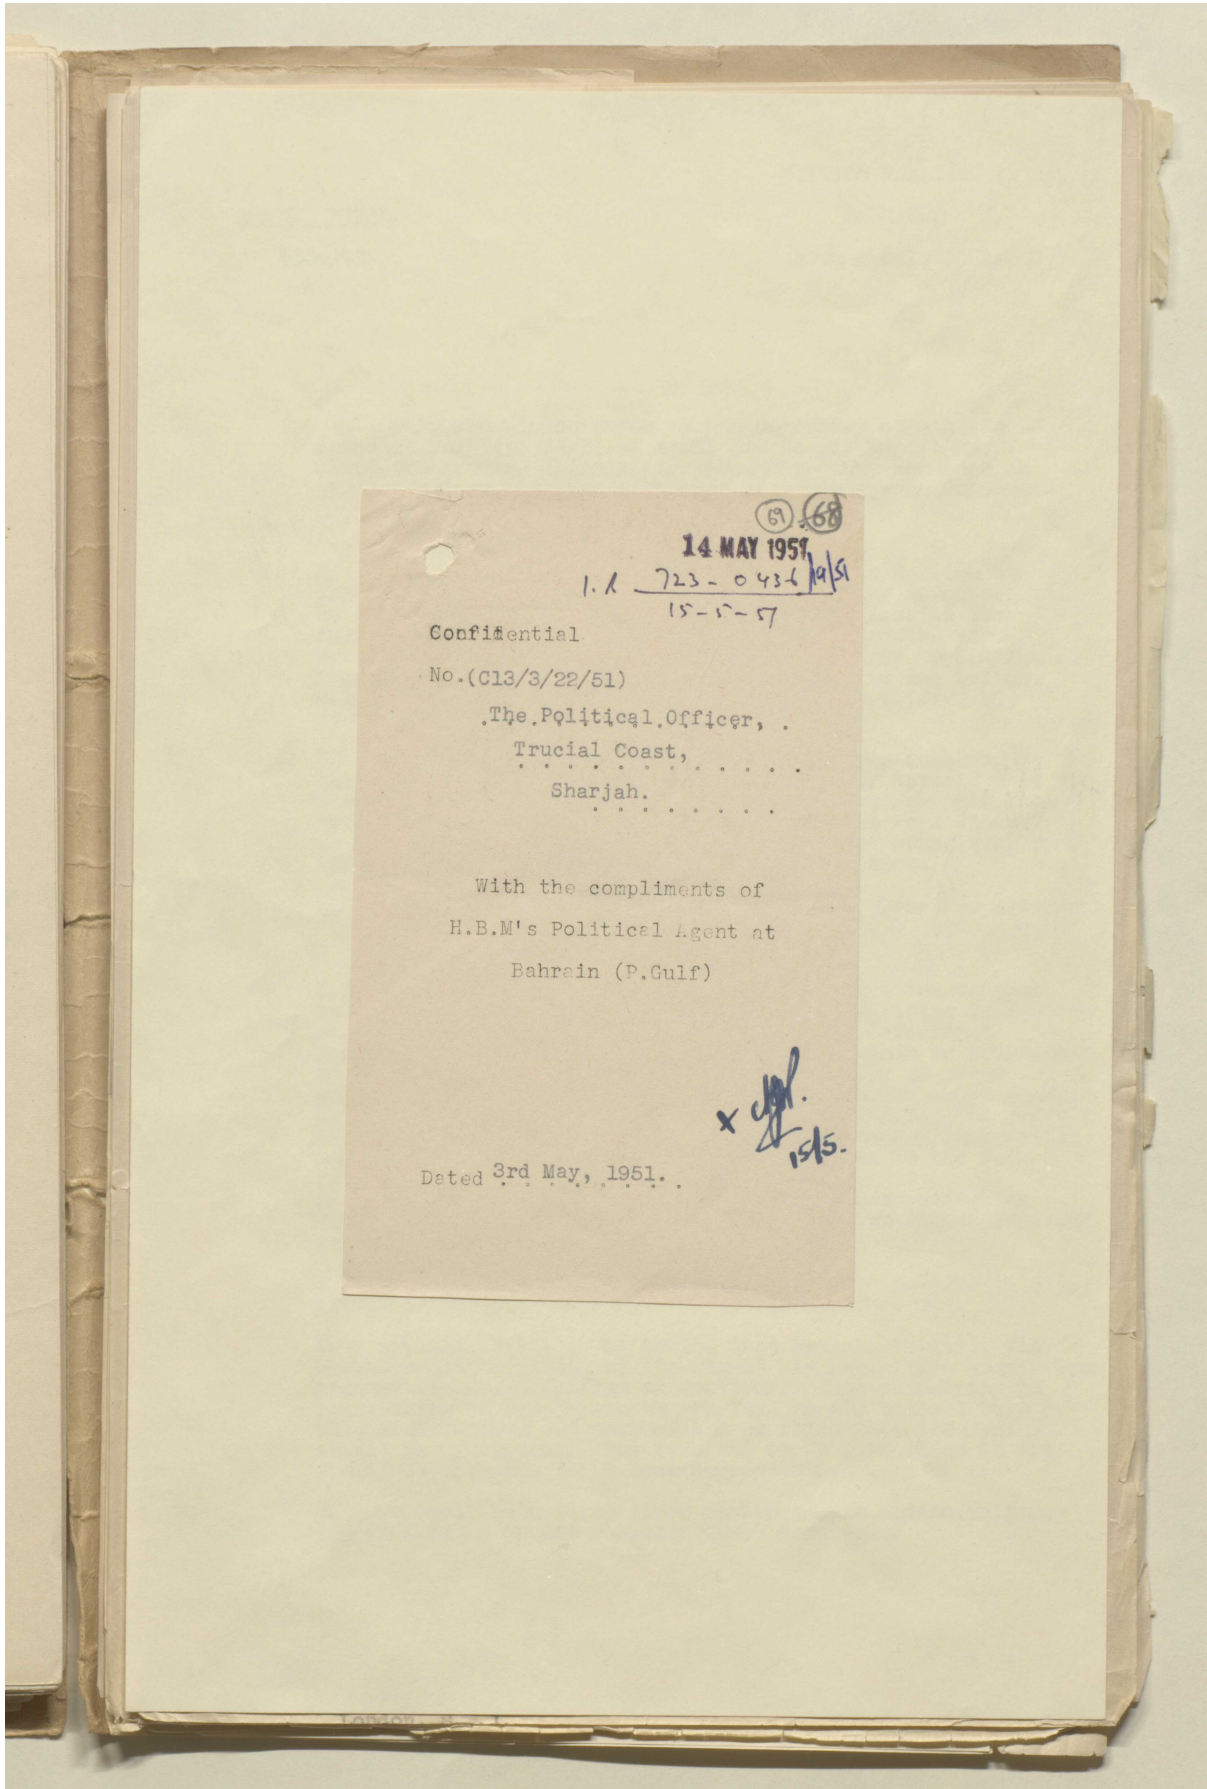 69 68
14 MAY 1951
I.R 723-0436/19/51
15-5-51
Confidential
No.(C13/3/22/51)
The Political Officer,
Trucial Coast,
Sharjah.
With the compliments of
H.B.M's Political Agent at
Bahrain (P.Gulf)
x
15/5.
Dated 3rd May, 1951.
London,